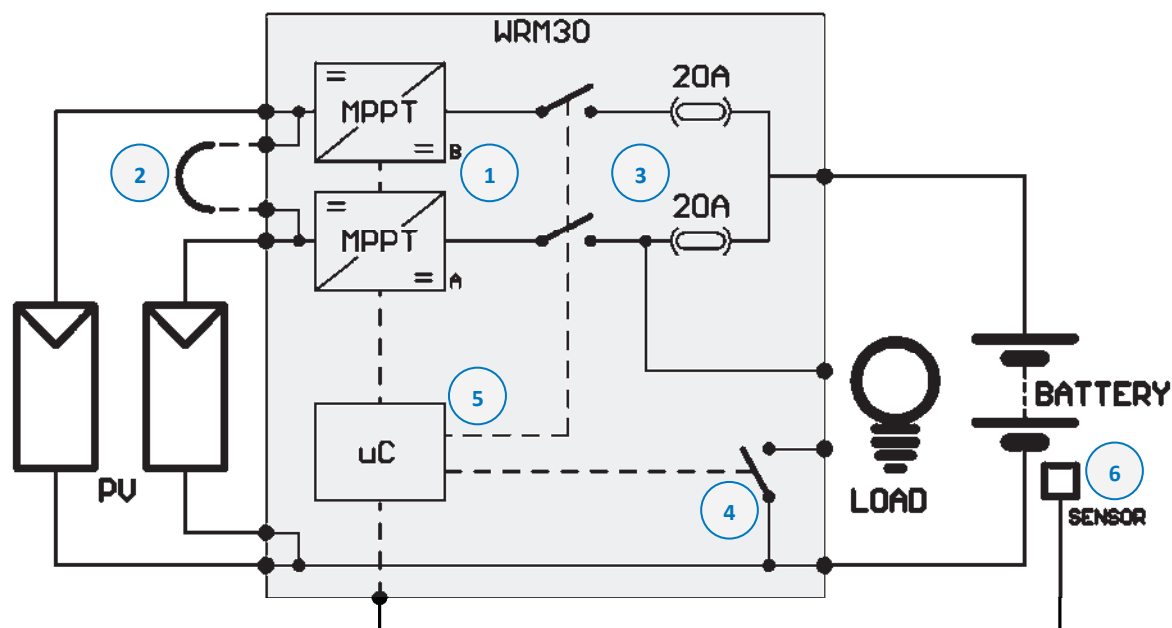 WRM30
20A
MPPT
B
2
1
3
20A
MPPT
A
5
BATTERY
uC
6
PV
4
LOAD
SENSOR